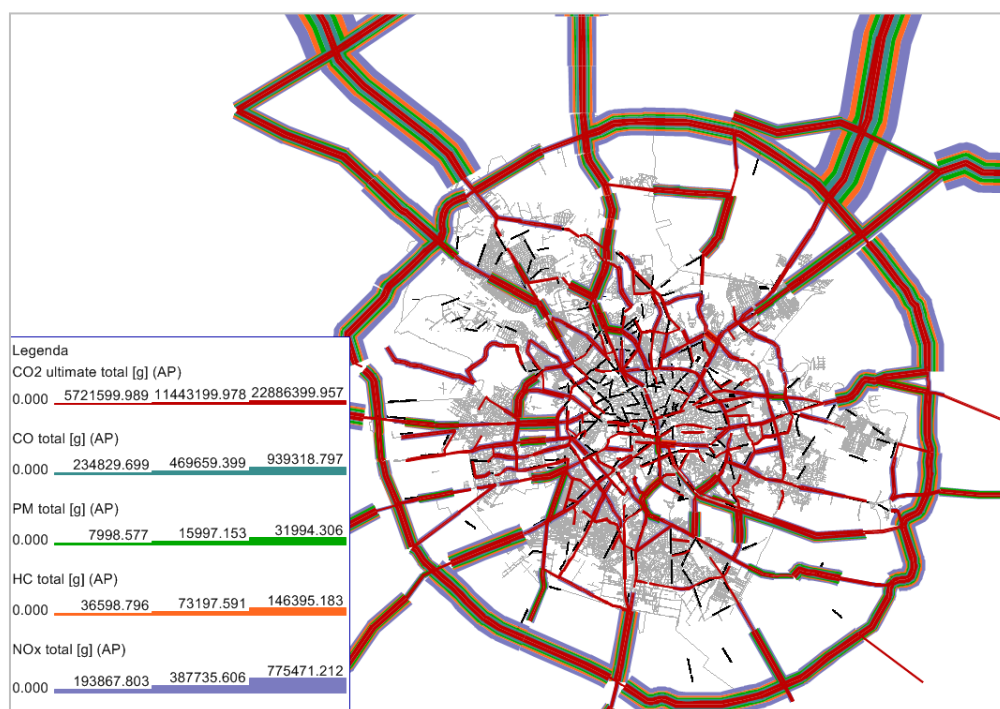 Legenda
CO2 ultimate total [g] (AP)
0.000 5721599.989 11443199.978 22886399.957
CO total [g] (AP)
0.000 234829.699 469659.399 939318.797
PM total [g] (AP)
0.000 7998.577 15997.153 31994.306
HC total [g] (AP)
0.000 36598.796 73197.591 146395.183
NOx total [g] (AP)
0.000 193867.803 387735.606 775471.212